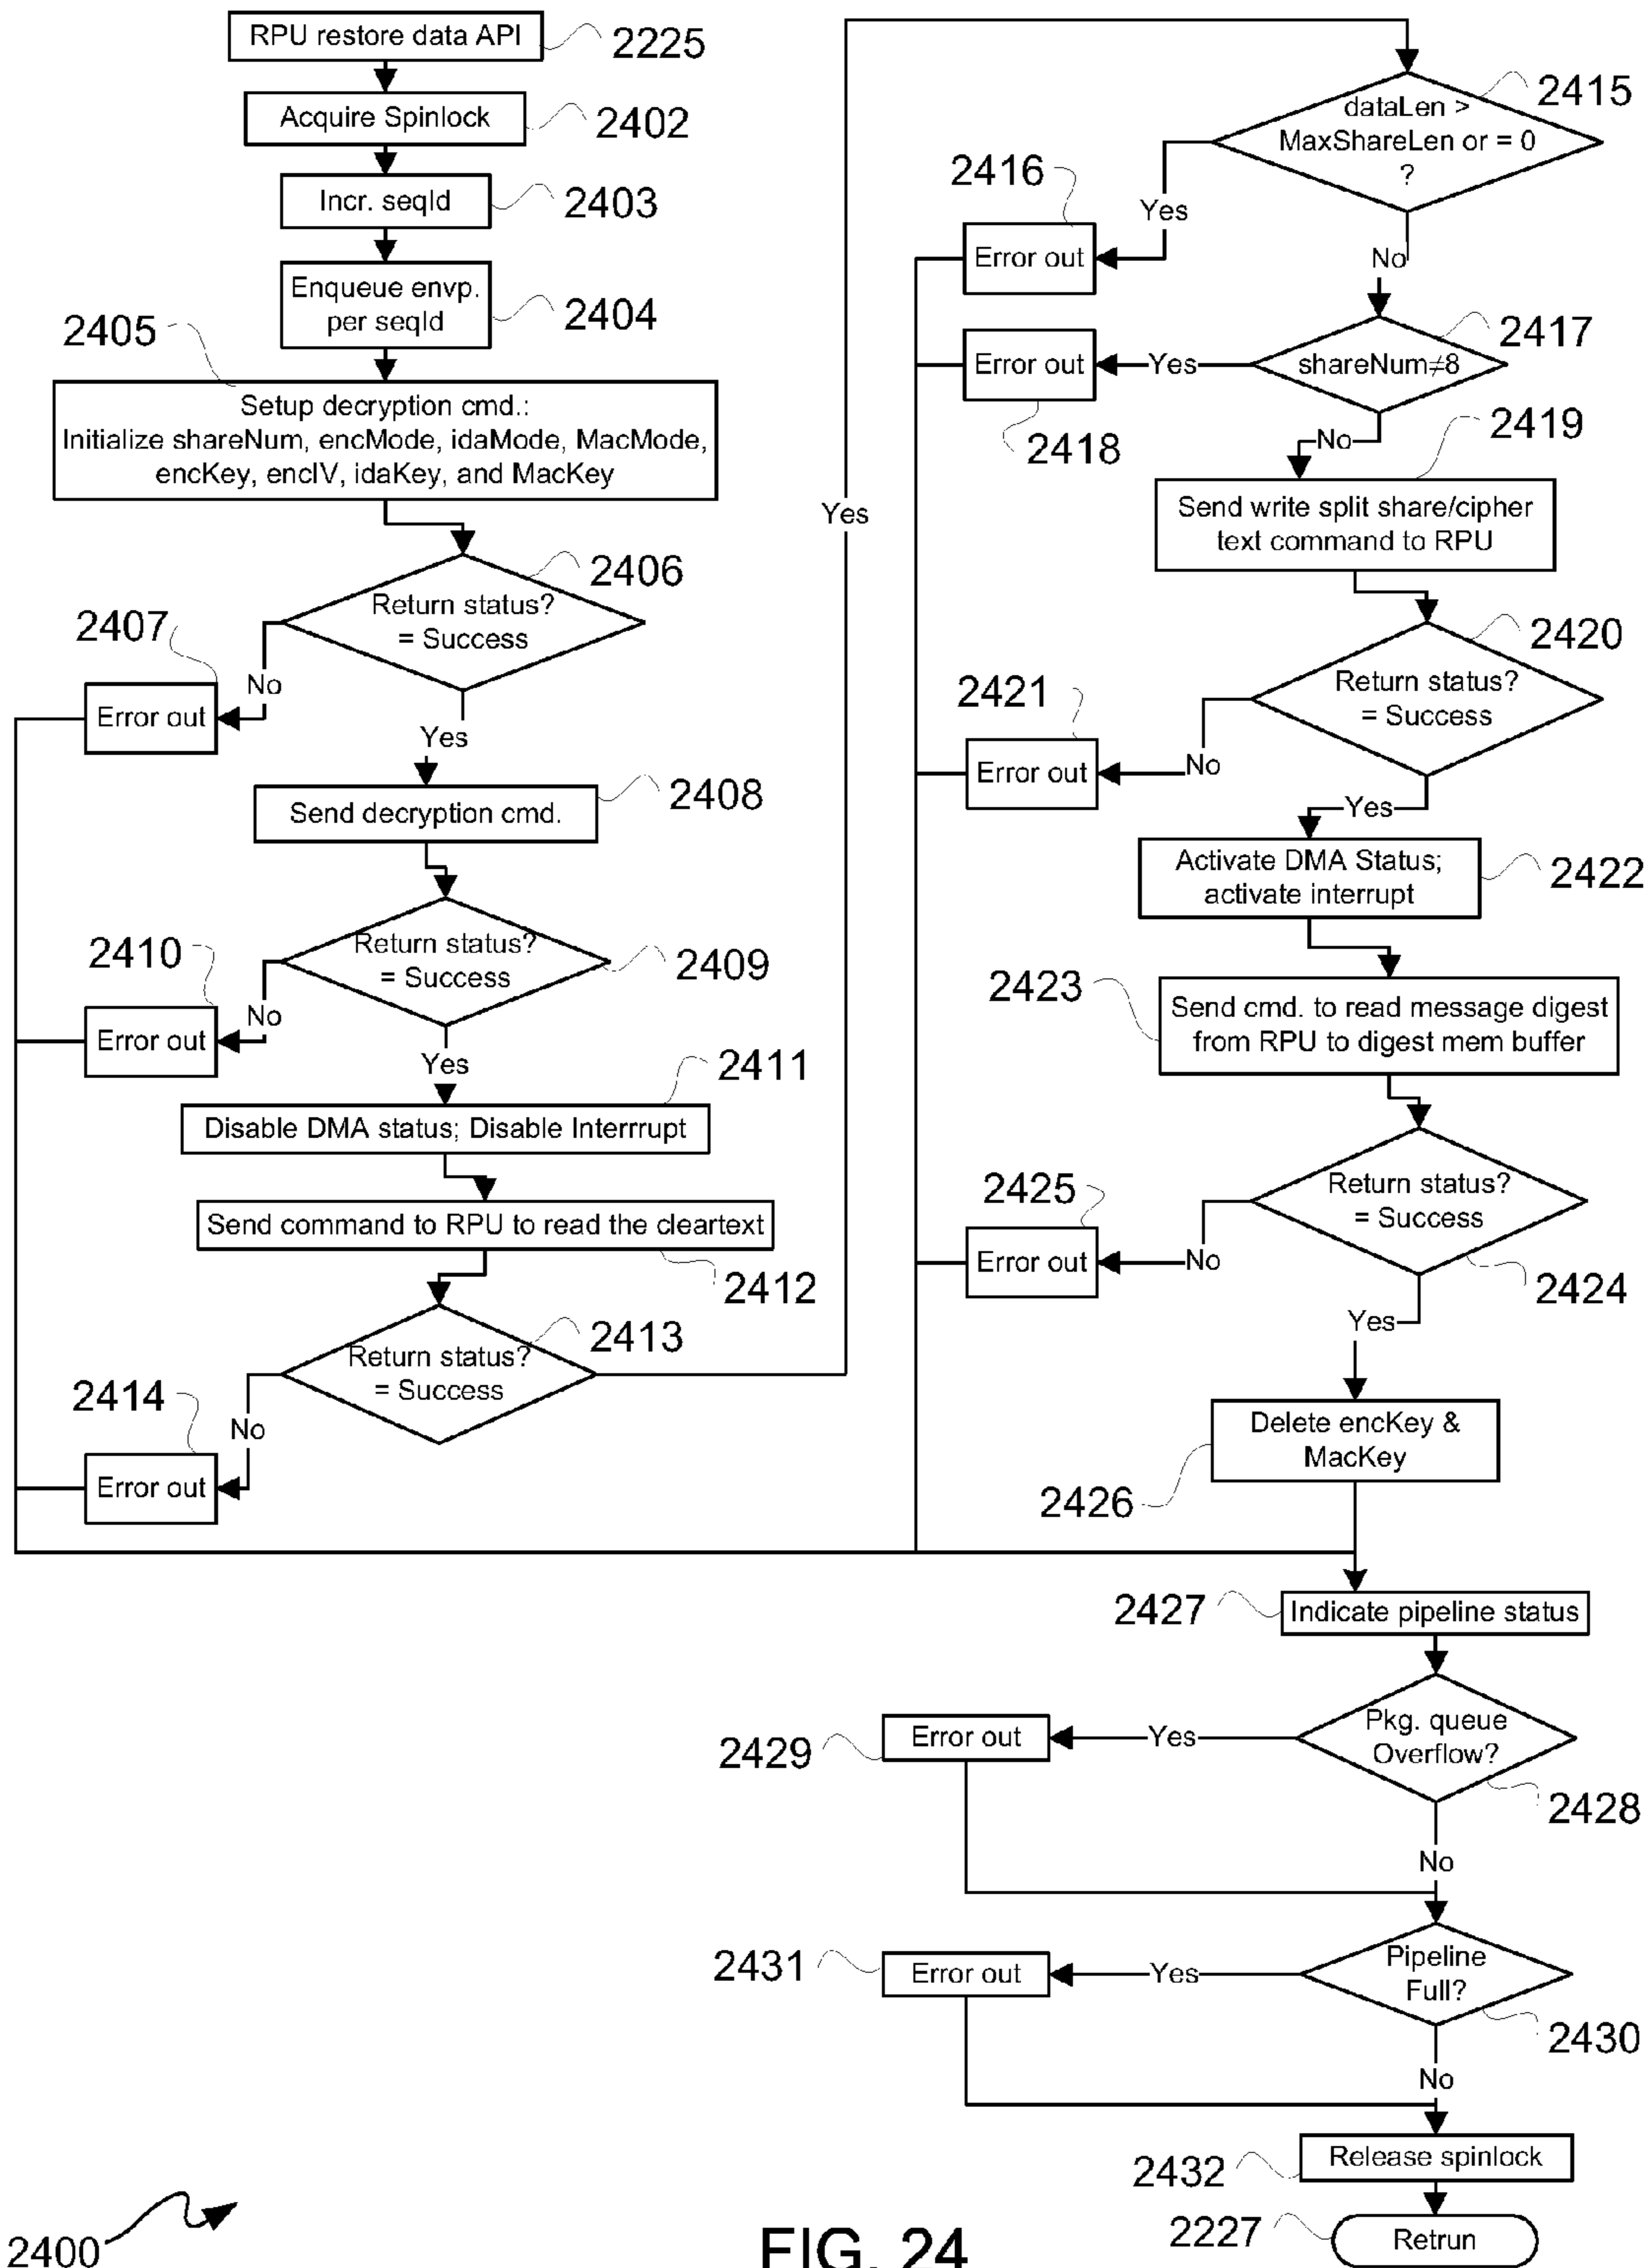 RPU restore data API
2225
Acquire Spinlock
2402
Incr. seqId
2403
Enqueue envp.
per seqId
2404
2405
Setup decryption cmd.:
Initialize shareNum, encMode, idaMode, MacMode,
encKey, encIV, idaKey, and MacKey
2406
Return status?
= Success
2407
No
Error out
Yes
Send decryption cmd.
2408
Return status?
= Success
2409
2410
No
Error out
Yes
2411
Disable DMA status; Disable Interrrupt
Send command to RPU to read the cleartext
2412
2413
Return status?
= Success
2414
No
Error out
Yes
2415
dataLen >
MaxShareLen or = 0
?
2416
Yes
Error out
No
2417
shareNum≠8
Yes
Error out
2418
No
2419
Send write split share/cipher
text command to RPU
2420
Return status?
= Success
2421
No
Error out
Yes
Activate DMA Status;
activate interrupt
2422
2423
Send cmd. to read message digest
from RPU to digest mem buffer
Return status?
= Success
2424
2425
No
Error out
Yes
Delete encKey &
MacKey
2426
2427
Indicate pipeline status
Pkg. queue
Overflow?
2428
Yes
Error out
2429
No
Pipeline
Full?
2430
Yes
Error out
2431
No
Release spinlock
2432
2227
Retrun
2400
FIG. 24